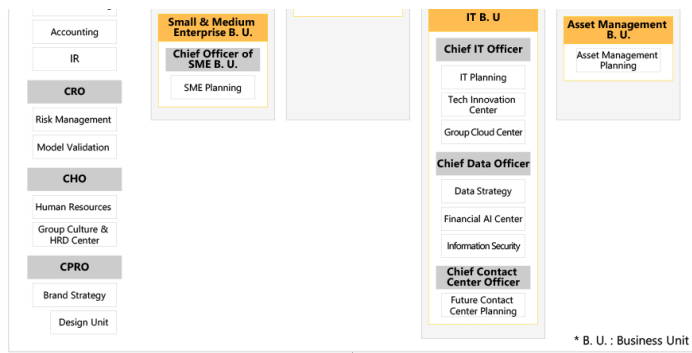 Accounting
IR
CRO
Risk Management
Model Validation
CHO
Human Resources
Group Culture &
HRD Center
CPRO
Brand Strategy
Design Unit
Small & Medium
Enterprise B. U.
Chief Officer of
SME B. U.
SME Planning
IT B. U
Chief IT Officer
IT Planning
Tech Innovation
Center
Group Cloud Center
Chief Data Officer
Data Strategy
Financial AI Center
Information Security
Chief Contact
Center Officer
Future Contact
Center Planning
Asset Management
B. U.
Asset Management
Planning
* B. U. : Business Unit